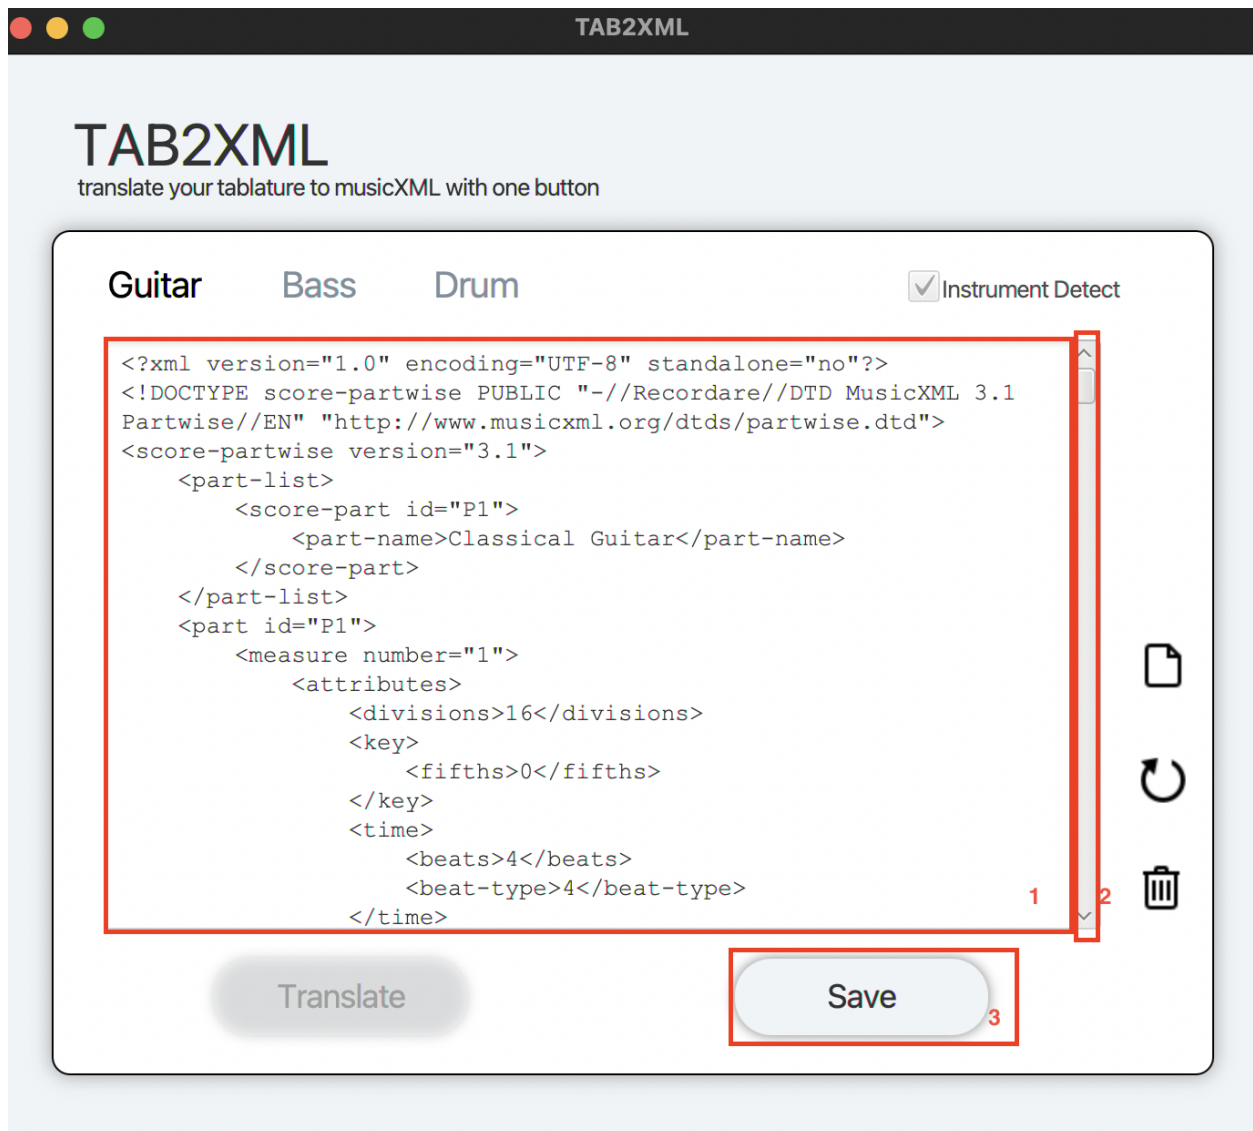 TAB2XML
TAB2XML
translate your tablature to musicXML with one button
Guitar Bass Drum Instrument Detect
<?xml version="1.0" encoding="UTF-8" standalone="no"?>
<!DOCTYPE score-partwise PUBLIC "-//Recordare//DTD MusicXML 3.1
Partwise//EN" "http://www.musicxml.org/dtds/partwise.dtd">
<score-partwise version="3.1">
    <part-list>
        <score-part id="P1">
            <part-name>Classical Guitar</part-name>
        </score-part>
    </part-list>
    <part id="P1">
        <measure number="1">
            <attributes>
                <divisions>16</divisions>
                <key>
                    <fifths>0</fifths>
                </key>
                <time>
                    <beats>4</beats>
                    <beat-type>4</beat-type>
                </time>
1 2
Translate Save
3